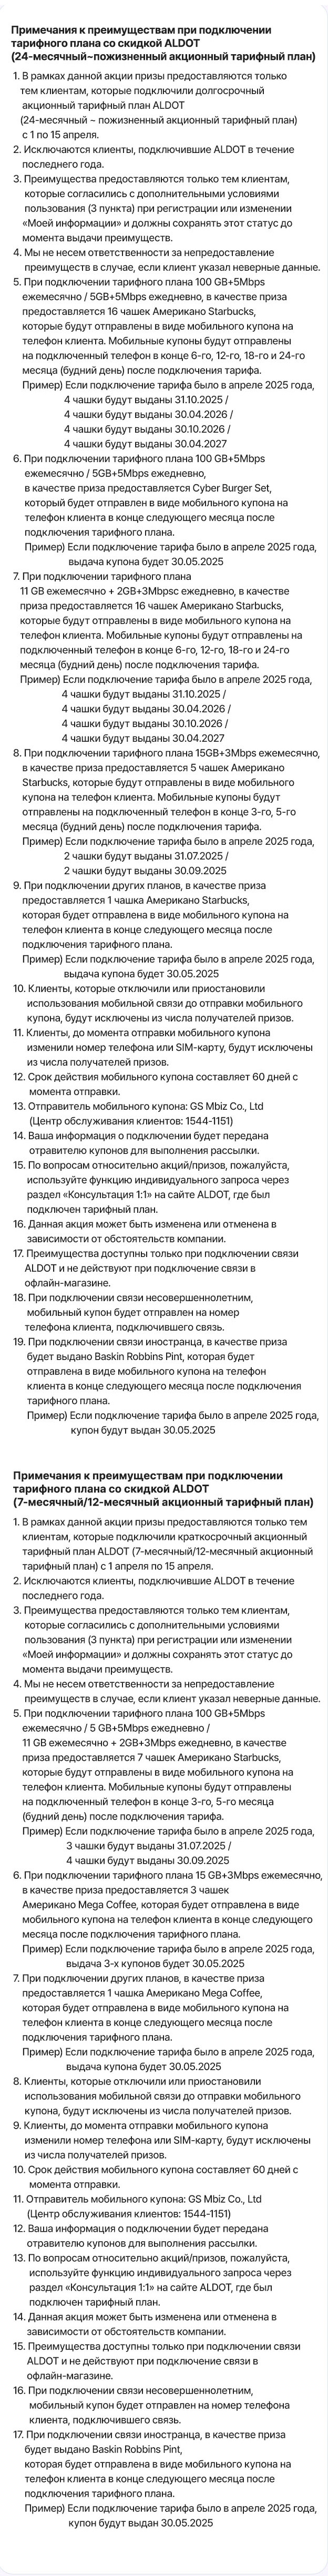 Примечания к преимуществам при подключении
тарифного плана со скидкой ALDOT
(24-месячный~пожизненный акционный тарифный план)
1. В рамках данной акции призы предоставляются только
тем клиентам, которые подключили долгосрочный
акционный тарифный план ALDOT
(24-месячный ~ пожизненный акционный тарифный план)
с 1 по 15 апреля.
2. Исключаются клиенты, подключившие ALDOT в течение
последнего года.
3. Преимущества предоставляются только тем клиентам,
которые согласились с дополнительными условиями
пользования (3 пункта) при регистрации или изменении
«Моей информации» и должны сохранять этот статус до
момента выдачи преимуществ.
4. Мы не несем ответственности за непредоставление
преимуществ в случае, если клиент указал неверные данные.
5. При подключении тарифного плана 100 GB+5Mbps
ежемесячно / 5GB+5Mbps ежедневно, в качестве приза
предоставляется 16 чашек Американо Starbucks,
которые будут отправлены в виде мобильного купона на
телефон клиента. Мобильные купоны будут отправлены
на подключенный телефон в конце 6-го, 12-го, 18-го и 24-го
месяца (будний день) после подключения тарифа.
Пример) Если подключение тарифа было в апреле 2025 года,
4 чашки будут выданы 31.10.2025 /
4 чашки будут выданы 30.04.2026 /
4 чашки будут выданы 30.10.2026 /
4 чашки будут выданы 30.04.2027
6. При подключении тарифного плана 100 GB+5Mbps
ежемесячно / 5GB+5Mbps ежедневно,
в качестве приза предоставляется Cyber Burger Set,
который будет отправлен в виде мобильного купона на
телефон клиента в конце следующего месяца после
подключения тарифного плана.
Пример) Если подключение тарифа было в апреле 2025 года,
выдача купона будет 30.05.2025
7. При подключении тарифного плана
11 GB ежемесячно + 2GB+3Mbpsс ежедневно, в качестве
приза предоставляется 16 чашек Американо Starbucks,
которые будут отправлены в виде мобильного купона на
телефон клиента. Мобильные купоны будут отправлены на
подключенный телефон в конце 6-го, 12-го, 18-го и 24-го
месяца (будний день) после подключения тарифа.
Пример) Если подключение тарифа было в апреле 2025 года,
4 чашки будут выданы 31.10.2025 /
4 чашки будут выданы 30.04.2026 /
4 чашки будут выданы 30.10.2026 /
4 чашки будут выданы 30.04.2027
8. При подключении тарифного плана 15GB+3Mbps ежемесячно,
в качестве приза предоставляется 5 чашек Американо
Starbucks, которые будут отправлены в виде мобильного
купона на телефон клиента. Мобильные купоны будут
отправлены на подключенный телефон в конце 3-го, 5-го
месяца (будний день) после подключения тарифа.
Пример) Если подключение тарифа было в апреле 2025 года,
2 чашки будут выданы 31.07.2025 /
2 чашки будут выданы 30.09.2025
9. При подключении других планов, в качестве приза
предоставляется 1 чашка Американо Starbucks,
которая будет отправлена в виде мобильного купона на
телефон клиента в конце следующего месяца после
подключения тарифного плана.
Пример) Если подключение тарифа было в апреле 2025 года,
выдача купона будет 30.05.2025
10. Клиенты, которые отключили или приостановили
использования мобильной связи до отправки мобильного
купона, будут исключены из числа получателей призов.
11. Клиенты, до момента отправки мобильного купона
изменили номер телефона или SIM-карту, будут исключены
из числа получателей призов.
12. Срок действия мобильного купона составляет 60 дней с
момента отправки.
13. Отправитель мобильного купона: GS Mbiz Co., Ltd
(Центр обслуживания клиентов: 1544-1151)
14. Ваша информация о подключении будет передана
отравителю купонов для выполнения рассылки.
15. По вопросам относительно акций/призов, пожалуйста,
используйте функцию индивидуального запроса через
раздел «Консультация 1:1» на сайте ALDOT, где был
подключен тарифный план.
16. Данная акция может быть изменена или отменена в
зависимости от обстоятельств компании.
17. Преимущества доступны только при подключении связи
ALDOT и не действуют при подключение связи в
офлайн-магазине.
18. При подключении связи несовершеннолетним,
мобильный купон будет отправлен на номер
телефона клиента, подключившего связь.
19. При подключении связи иностранца, в качестве приза
будет выдано Baskin Robbins Pint, которая будет
отправлена в виде мобильного купона на телефон
клиента в конце следующего месяца после подключения
тарифного плана.
Пример) Если подключение тарифа было в апреле 2025 года,
купон будут выдан 30.05.2025
Примечания к преимуществам при подключении
тарифного плана со скидкой ALDOT
(7-месячный/12-месячный акционный тарифный план)
1. В рамках данной акции призы предоставляются только тем
клиентам, которые подключили краткосрочный акционный
тарифный план ALDOT (7-месячный/12-месячный акционный
тарифный план) с 1 апреля по 15 апреля.
2. Исключаются клиенты, подключившие ALDOT в течение
последнего года.
3. Преимущества предоставляются только тем клиентам,
которые согласились с дополнительными условиями
пользования (3 пункта) при регистрации или изменении
«Моей информации» и должны сохранять этот статус до
момента выдачи преимуществ.
4. Мы не несем ответственности за непредоставление
преимуществ в случае, если клиент указал неверные данные.
5. При подключении тарифного плана 100 GB+5Mbps
ежемесячно / 5 GB+5Mbps ежедневно /
11 GB ежемесячно + 2GB+3Mbps ежедневно, в качестве
приза предоставляется 7 чашек Американо Starbucks,
которые будут отправлены в виде мобильного купона на
телефон клиента. Мобильные купоны будут отправлены
на подключенный телефон в конце 3-го, 5-го месяца
(будний день) после подключения тарифа.
Пример) Если подключение тарифа было в апреле 2025 года,
3 чашки будут выданы 31.07.2025 /
4 чашки будут выданы 30.09.2025
6. При подключении тарифного плана 15 GB+3Mbps ежемесячно,
в качестве приза предоставляется 3 чашек
Американо Mega Coffee, которая будет отправлена в виде
мобильного купона на телефон клиента в конце следующего
месяца после подключения тарифного плана.
Пример) Если подключение тарифа было в апреле 2025 года,
выдача 3-х купонов будет 30.05.2025
7. При подключении других планов, в качестве приза
предоставляется 1 чашка Американо Mega Coffee,
которая будет отправлена в виде мобильного купона на
телефон клиента в конце следующего месяца после
подключения тарифного плана.
Пример) Если подключение тарифа было в апреле 2025 года,
выдача купона будет 30.05.2025
8. Клиенты, которые отключили или приостановили
использования мобильной связи до отправки мобильного
купона, будут исключены из числа получателей призов.
9. Клиенты, до момента отправки мобильного купона
изменили номер телефона или SIM-карту, будут исключены
из числа получателей призов.
10. Срок действия мобильного купона составляет 60 дней с
момента отправки.
11. Отправитель мобильного купона: GS Mbiz Co., Ltd
(Центр обслуживания клиентов: 1544-1151)
12. Ваша информация о подключении будет передана
отравителю купонов для выполнения рассылки.
13. По вопросам относительно акций/призов, пожалуйста,
используйте функцию индивидуального запроса через
раздел «Консультация 1:1» на сайте ALDOT, где был
подключен тарифный план.
14. Данная акция может быть изменена или отменена в
зависимости от обстоятельств компании.
15. Преимущества доступны только при подключении связи
ALDOT и не действуют при подключение связи в
офлайн-магазине.
16. При подключении связи несовершеннолетним,
мобильный купон будет отправлен на номер телефона
клиента, подключившего связь.
17. При подключении связи иностранца, в качестве приза
будет выдано Baskin Robbins Pint,
которая будет отправлена в виде мобильного купона на
телефон клиента в конце следующего месяца после
подключения тарифного плана.
Пример) Если подключение тарифа было в апреле 2025 года,
купон будут выдан 30.05.2025